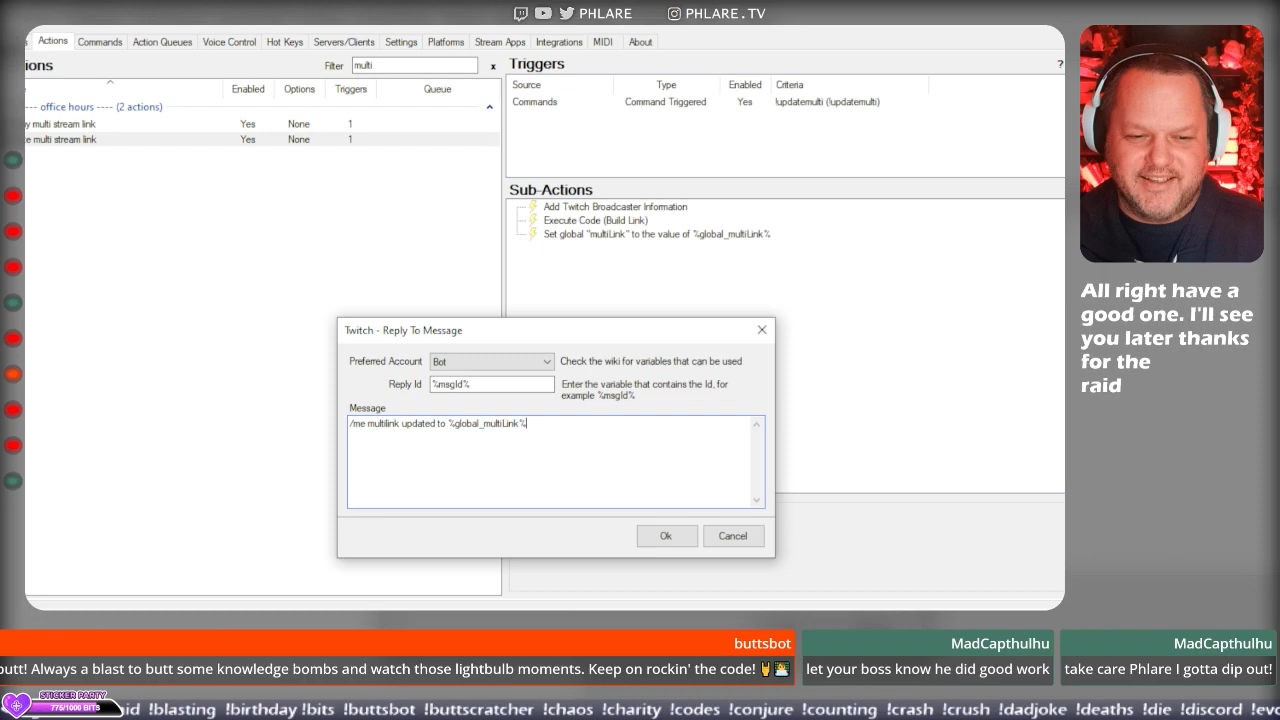 PHLARE PHLARE.TV
Actions Commands Action Queues Voice Control Hot Keys Servers/Clients Settings Platforms Stream Apps Integrations MIDI About
ions Filter multi x
Enabled Options Triggers Queue
---- office hours ---- (2 actions)
y multi stream link Yes None 1
e multi stream link Yes None 1
Triggers ?
Source Type Enabled Criteria
Commands Command Triggered Yes !updatemulti (!updatemulti)
Sub-Actions
Add Twitch Broadcaster Information
Execute Code (Build Link)
Set global "multiLink" to the value of %global_multiLink%
Twitch - Reply To Message
Preferred Account Bot Check the wiki for variables that can be used
Reply Id %msgId% Enter the variable that contains the Id, for
example %msgId%
Message
/me multilink updated to %global_multiLink%
Ok Cancel
All right have a
good one. I'll see
you later thanks
for the
raid
buttsbot
butt! Always a blast to butt some knowledge bombs and watch those lightbulb moments. Keep on rockin' the code!
MadCapthulhu
let your boss know he did good work
MadCapthulhu
take care Phlare I gotta dip out!
STICKER PARTY
775/1000 BITS
id !blasting !birthday !bits !buttsbot !buttscatter !chaos !charity !codes !conjure !counting !crash !crush !dadjoke !deaths !die !discord !evo